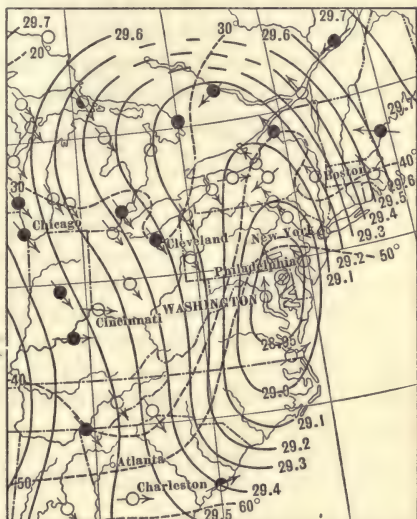 29.7 29.6 30° 29.6 29.7
20°
29.4
Boston 40°
30
29.6
Chicago
29.5
Cleveland New York 29.4
29.3
Philadelphia 29.2 50°
29.1
WASHINGTON
Cincinnati
40
29.0
29.1
29.2
Atlanta
50 29.3
Charleston 29.4
29.5 60°